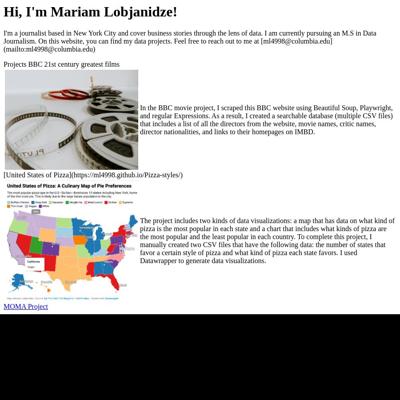 Hi, I'm Mariam Lobjanidze!
I'm a journalist based in New York City and cover business stories through the lens of data. I am currently pursuing an M.S in Data
Journalism. On this website, you can find my data projects. Feel free to reach out to me at [ml4998@columbia.edu]
(mailto:ml4998@columbia.edu)
Projects BBC 21st century greatest films
In the BBC movie project, I scraped this BBC website using Beautiful Soup, Playwright,
and regular Expressions. As a result, I created a searchable database (multiple CSV files)
that includes a list of all the directors from the website, movie names, critic names,
director nationalities, and links to their homepages on IMBD.
[United of Pizza](https://ml4998.github.io/Pizza-styles/)
United States of Pizza: A Culinary Map of Pie Preferences
The project includes two kinds of data visualizations: a map that has data on what kind of
pizza is the most popular in each state and a chart that includes what kinds of pizza are
the most popular and the least popular in each country. To complete this project, I
manually created two CSV files that have the following data: the number of states that
favor a certain style of pizza and what kind of pizza each state favors. I used
Datawrapper to generate data visualizations.
MOMA Project